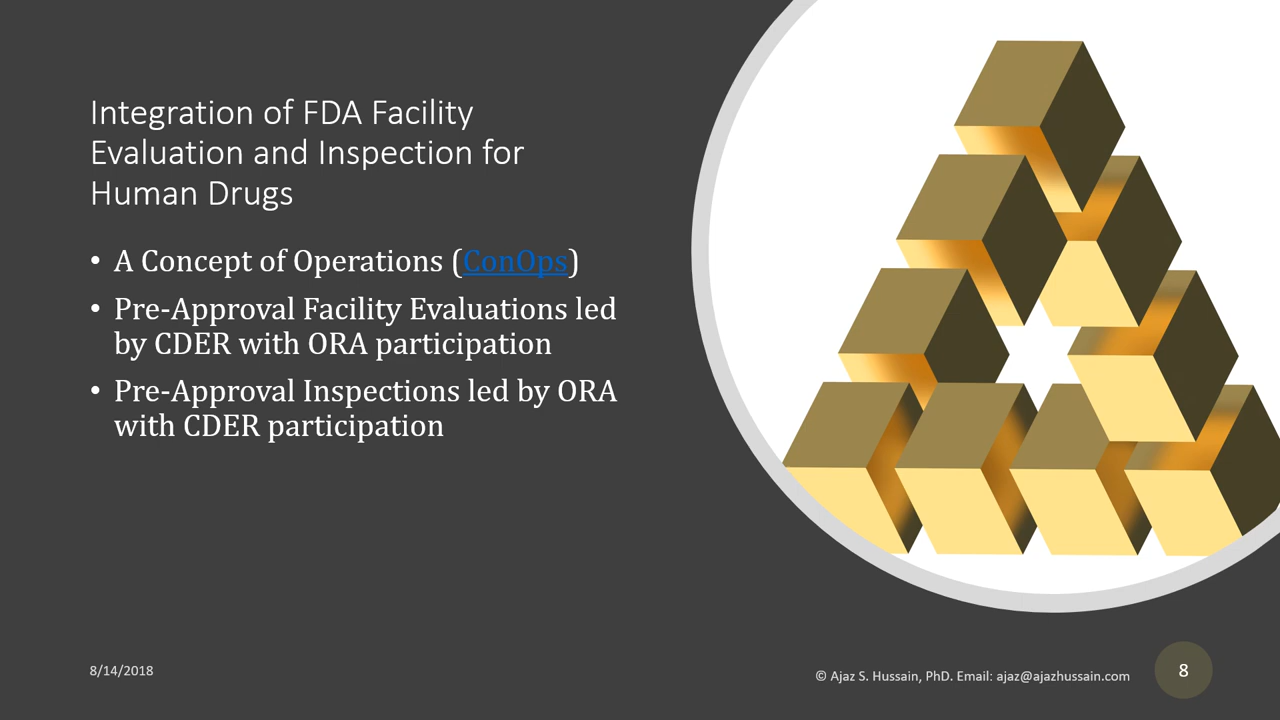 Integration of FDA Facility
Evaluation and Inspection for
Human Drugs
• A Concept of Operations (ConOps)
• Pre-Approval Facility Evaluations led
by CDER with ORA participation
• Pre-Approval Inspections led by ORA
with CDER participation
8/14/2018
© Ajaz S. Hussain, PhD. Email: ajaz@ajazhussain.com
8